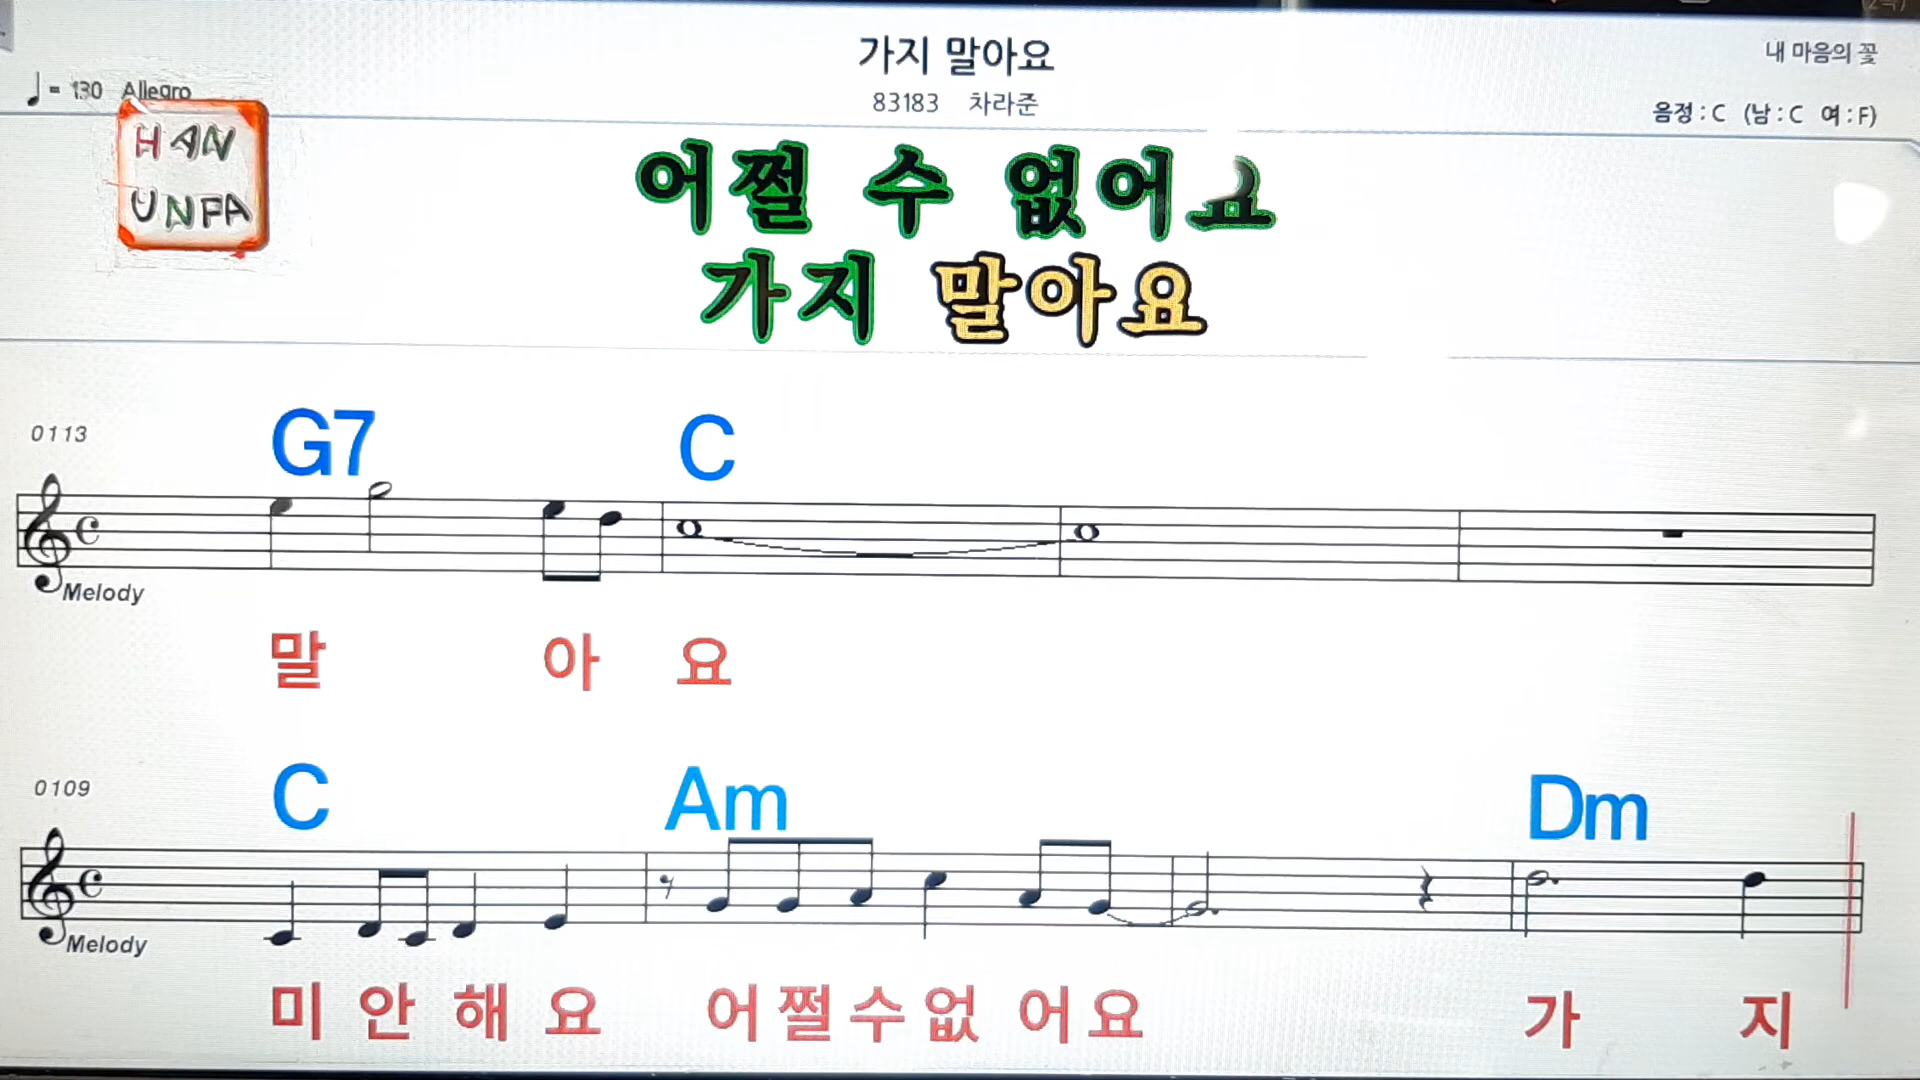 가지 말아요
내 마음의 꽃
= 130 Allegro
83183 차라준
음정 : C (남 : C 여 : F)
HAN
UNFA
어쩔 수 없어요
가지 말아요
0113
G7 C
Melody
말 아 요
0109
C Am Dm
Melody
미 안 해 요 어 쩔 수 없 어 요 가 지